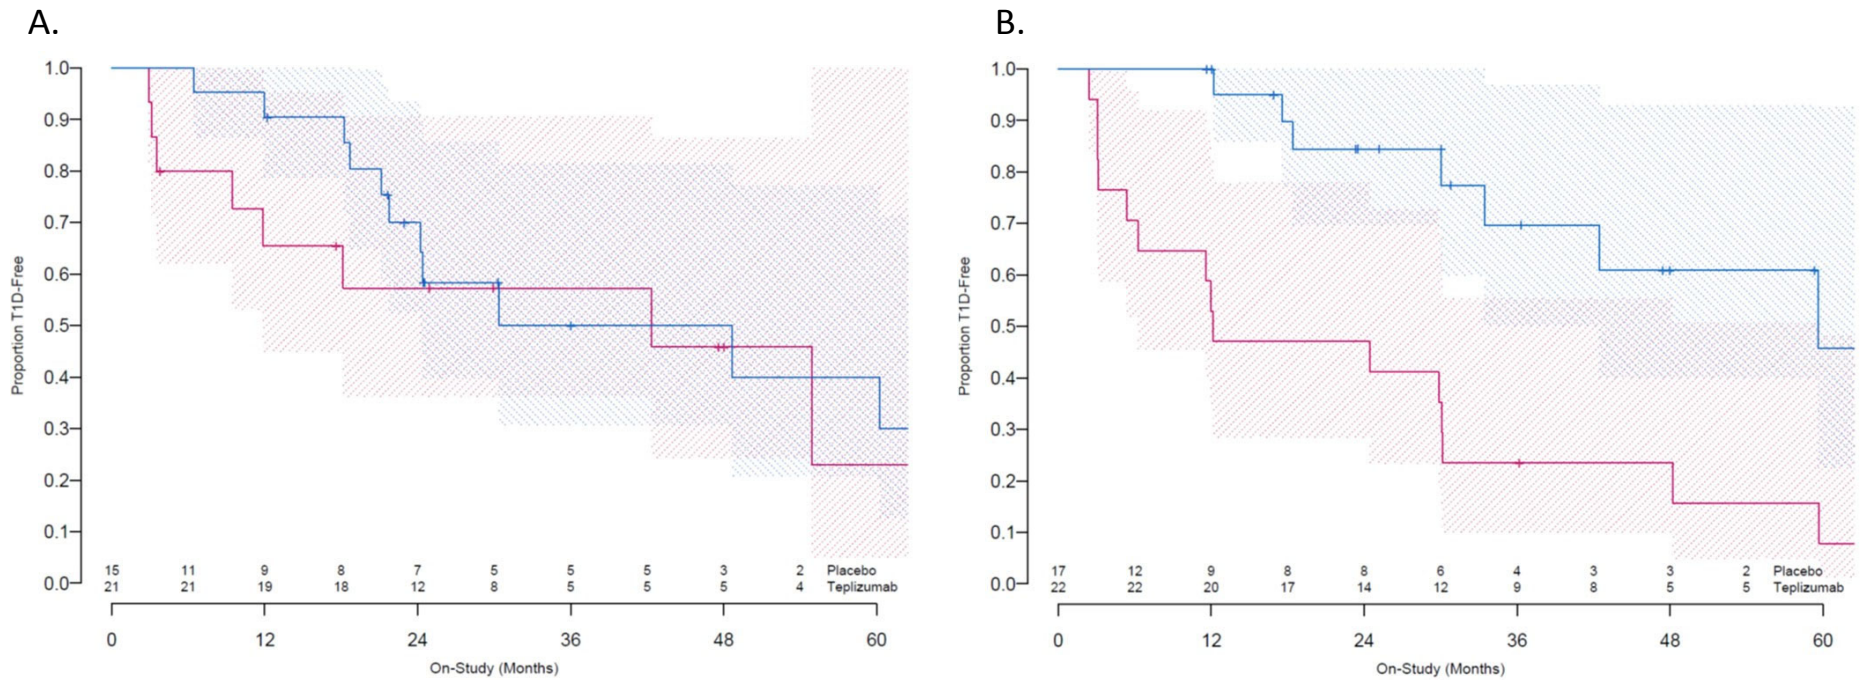 A.
1.0
0.9
0.8
0.7
0.6
0.5
0.4
0.3
0.2
0.1
0.0
Proportion T1D-Free
15 11 9 8 7 5 5 5 3 2 Placebo
21 21 19 18 12 8 5 5 5 4 Teplizumab
0 12 24 36 48 60
On-Study (Months)
B.
1.0
0.9
0.8
0.7
0.6
0.5
0.4
0.3
0.2
0.1
0.0
Proportion T1D-Free
17 12 9 8 8 6 4 3 3 2 Placebo
22 22 20 17 14 12 9 8 5 5 Teplizumab
0 12 24 36 48 60
On-Study (Months)